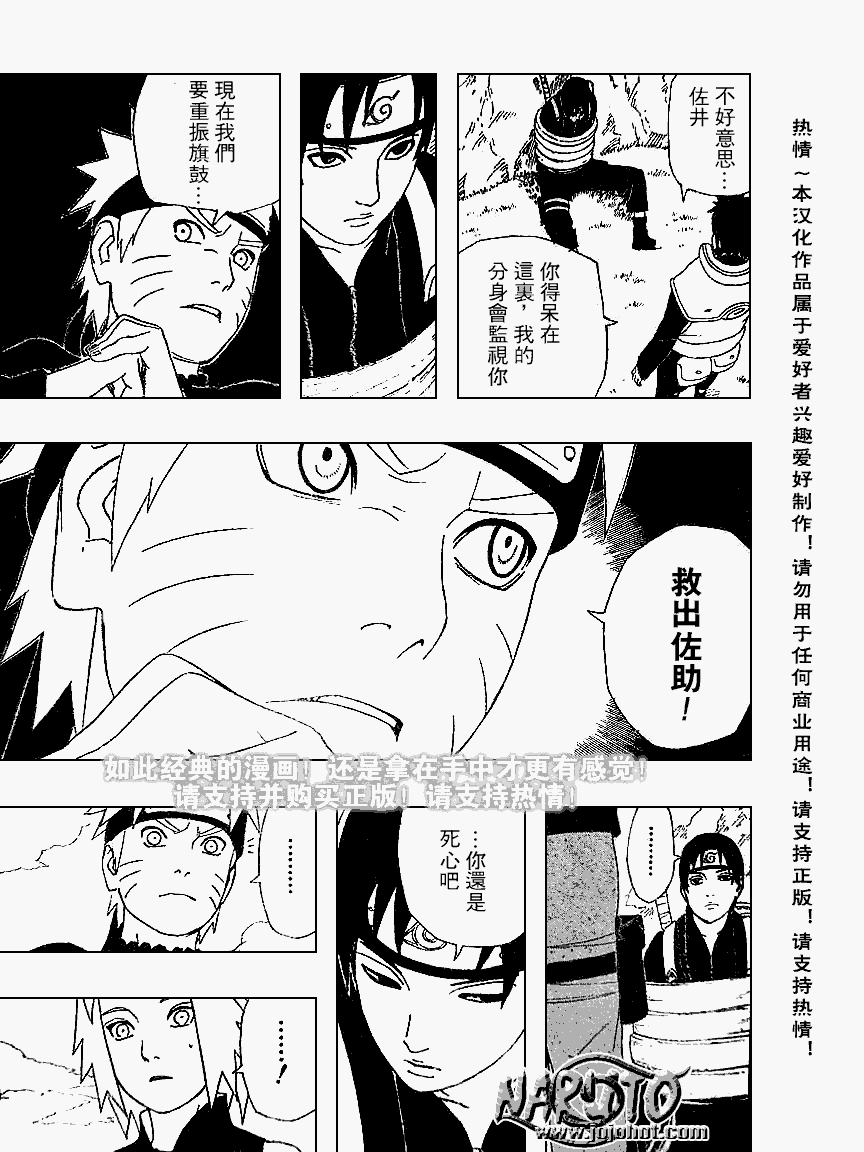 不好意思…
佐井
你得呆在
這裏，我的
分身會監視你
現在我們
要重振旗鼓…
救出佐助！
………
…你還是
死心吧
………
………！
如此经典的漫画！还是拿在手中才更有感觉！
请支持并购买正版！请支持热情！
热情～本汉化作品属于爱好者兴趣爱好制作！请勿用于任何商业用途！请支持正版！请支持热情！
NARUTO
www.jojohot.com